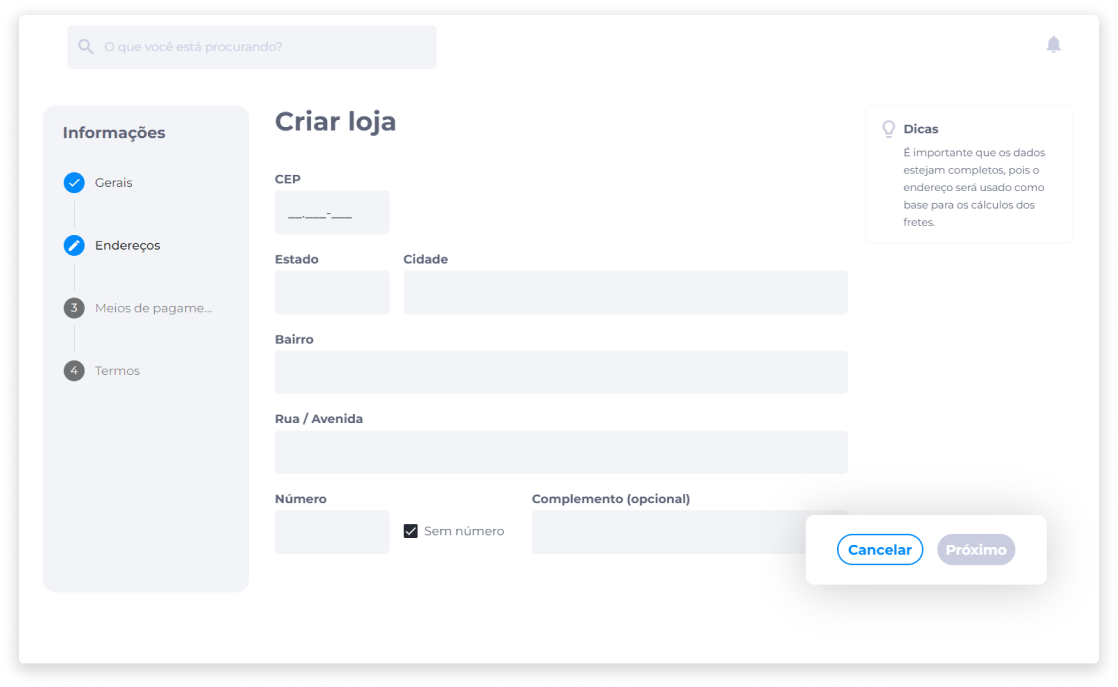 O que você está procurando?
Informações
Gerais
Endereços
3 Meios de pagame...
4 Termos
Criar loja
CEP
__.___-___
Estado Cidade
Bairro
Rua / Avenida
Número Complemento (opcional)
Sem número
Cancelar Próximo
Dicas
É importante que os dados
estejam completos, pois o
endereço será usado como
base para os cálculos dos
fretes.